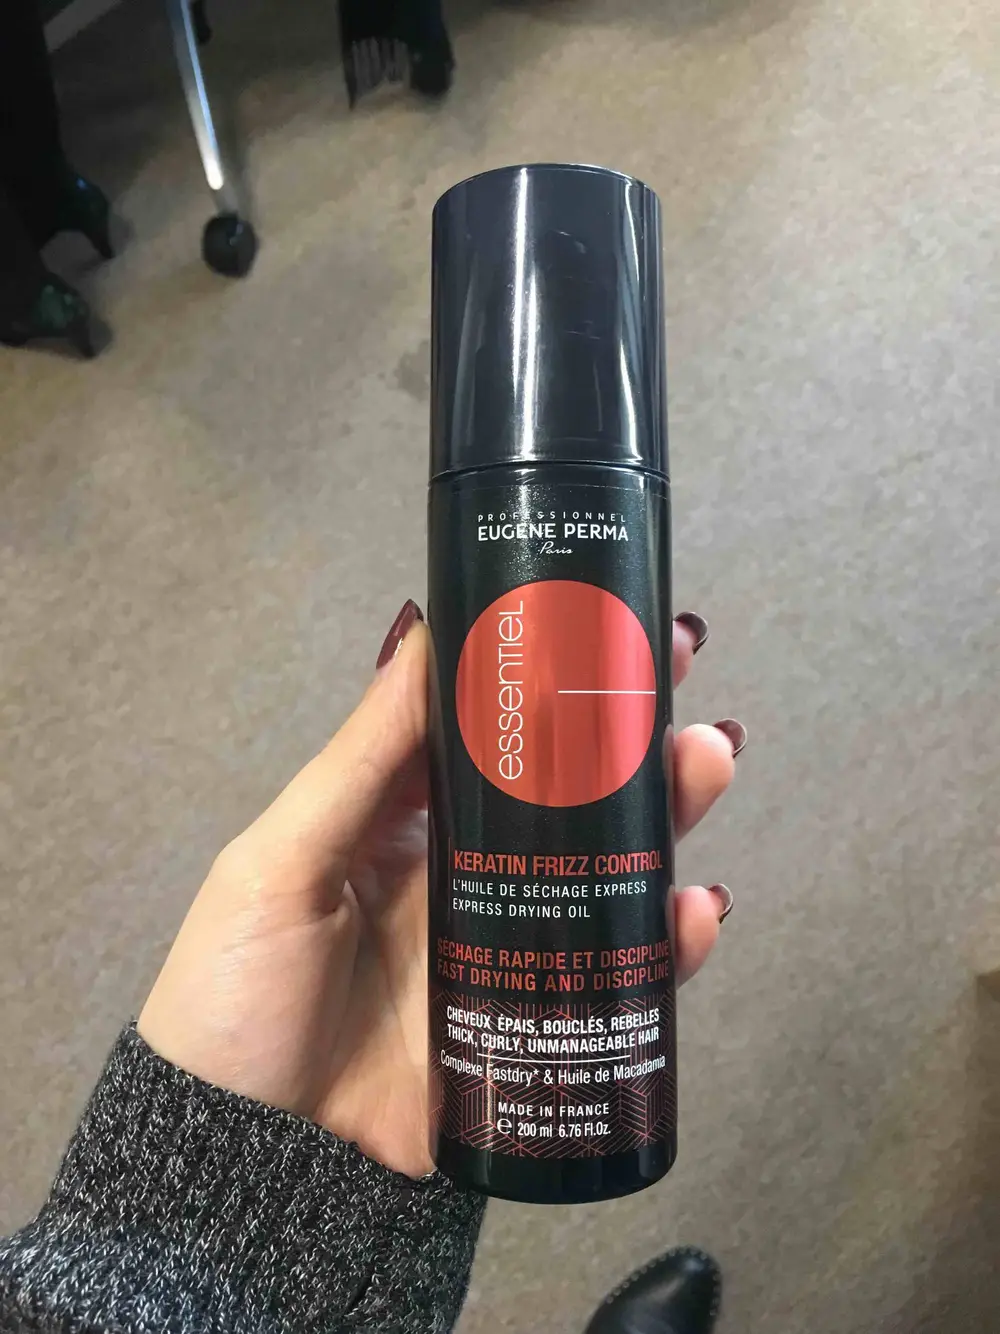 PROFESSIONNEL
EUGENE PERMA
Paris
essentiel
KERATIN FRIZZ CONTROL
L'HUILE DE SÉCHAGE EXPRESS
EXPRESS DRYING OIL
SÉCHAGE RAPIDE ET DISCIPLINE
FAST DRYING AND DISCIPLINE
CHEVEUX ÉPAIS, BOUCLÉS, REBELLES
THICK, CURLY, UNMANAGEABLE HAIR
Complexe Fastdry* & Huile de Macadamia
MADE IN FRANCE
℮ 200 ml 6.76 Fl.Oz.